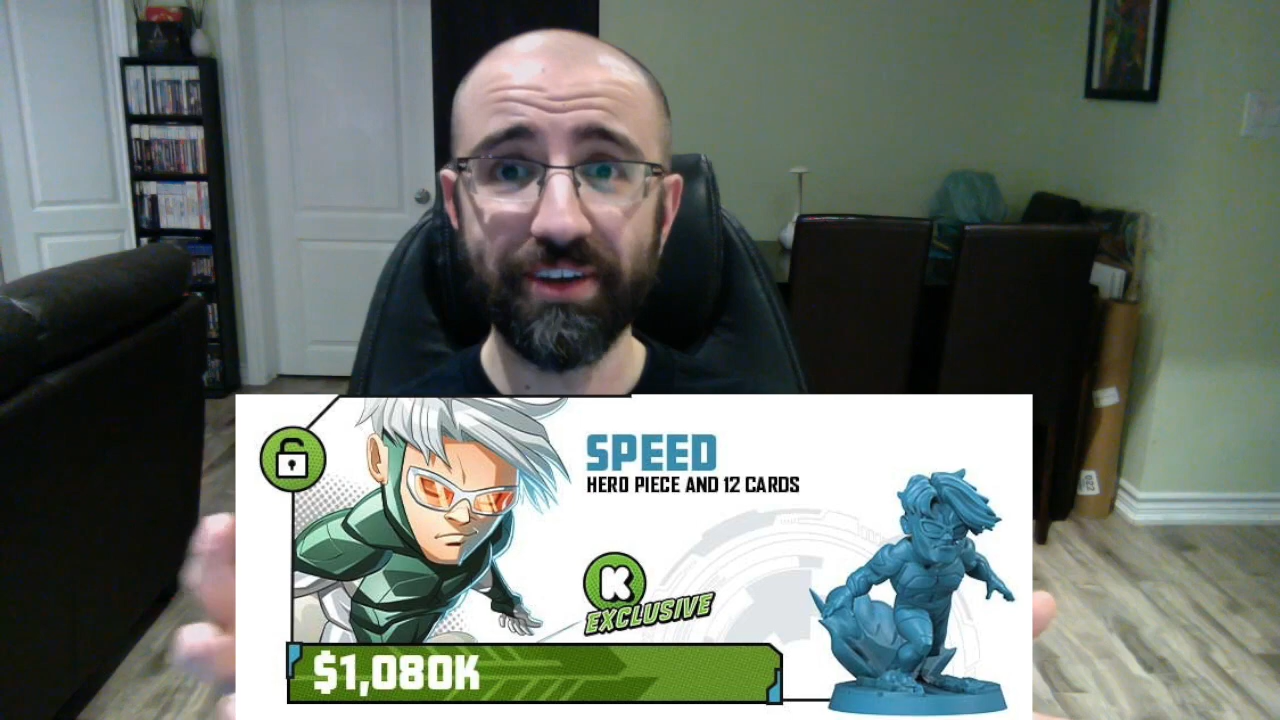 SPEED
HERO PIECE AND 12 CARDS
K
EXCLUSIVE
$1,080K